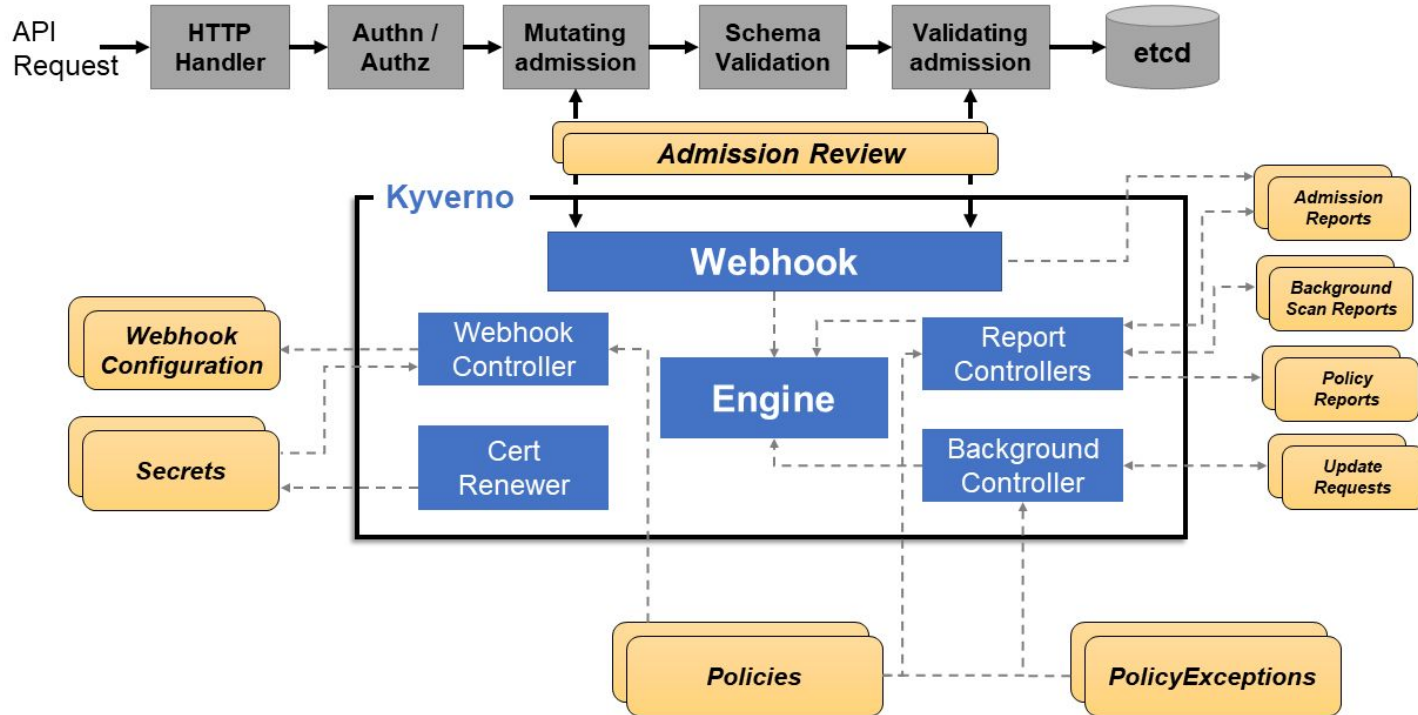 API
Request
HTTP
Handler
Authn /
Authz
Mutating
admission
Schema
Validation
Validating
admission
etcd
Admission Review
Kyverno
Webhook
Admission
Reports
Background
Scan Reports
Webhook
Configuration
Webhook
Controller
Engine
Report
Controllers
Policy
Reports
Secrets
Cert
Renewer
Background
Controller
Update
Requests
Policies
PolicyExceptions